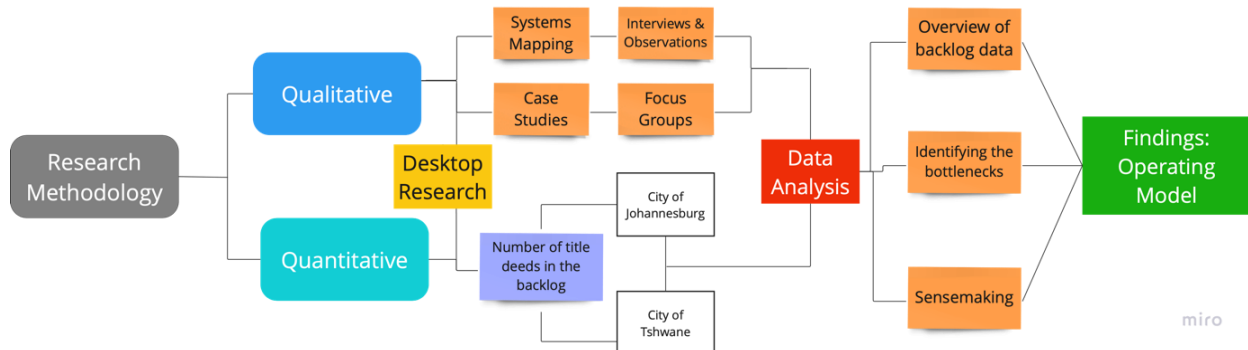 Research
Methodology
Qualitative
Quantitative
Desktop
Research
Systems
Mapping
Interviews &
Observations
Case
Studies
Focus
Groups
Number of title
deeds in the
backlog
City of
Johannesburg
City of
Tshwane
Data
Analysis
Overview of
backlog data
Identifying the
bottlenecks
Sensemaking
Findings:
Operating
Model
miro